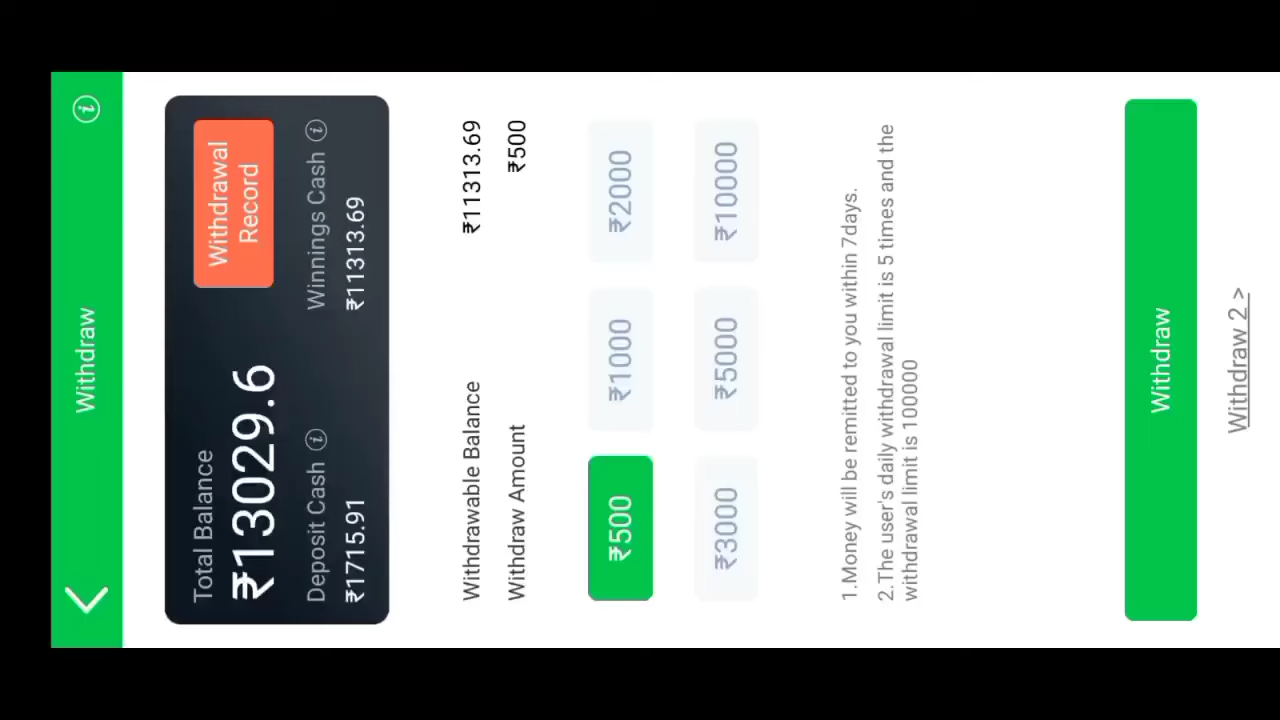 Withdraw
Total Balance
₹13029.6
Withdrawal
Record
Deposit Cash
Winnings Cash
₹1715.91
₹11313.69
Withdrawable Balance
₹11313.69
Withdraw Amount
₹500
₹500
₹1000
₹2000
₹3000
₹5000
₹10000
1.Money will be remitted to you within 7days.
2.The user's daily withdrawal limit is 5 times and the
withdrawal limit is 100000
Withdraw
Withdraw 2 >